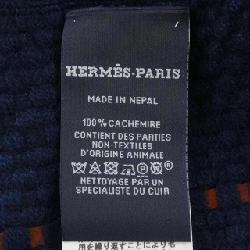 HERMÈS-PARIS
MADE IN NEPAL
100% CACHEMIRE
CONTIENT DES PARTIES
NON-TEXTILES
D'ORIGINE ANIMALE
NETTOYAGE PAR UN
SPECIALISTE DU CUIR